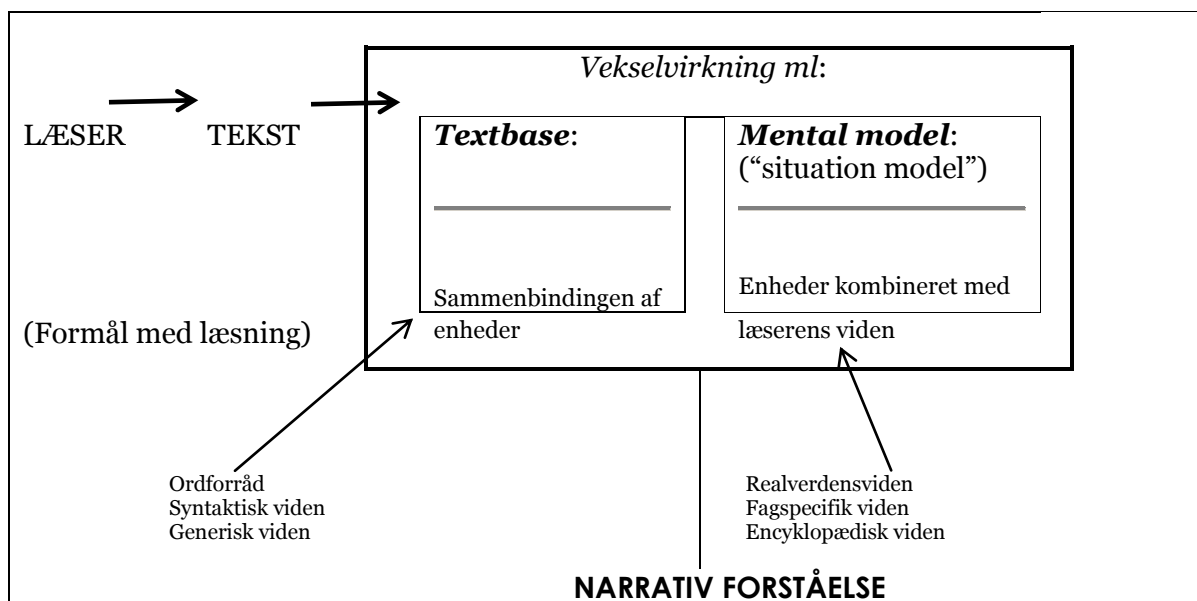 Vekselvirkning ml:
LÆSER
TEKST
Textbase:
Sammenbindingen af
enheder
Mental model:
(“situation model”)
Enheder kombineret med
læserens viden
(Formål med læsning)
Ordforråd
Syntaktisk viden
Generisk viden
Realverdensviden
Fagspecifik viden
Encyklopædisk viden
NARRATIV FORSTÅELSE